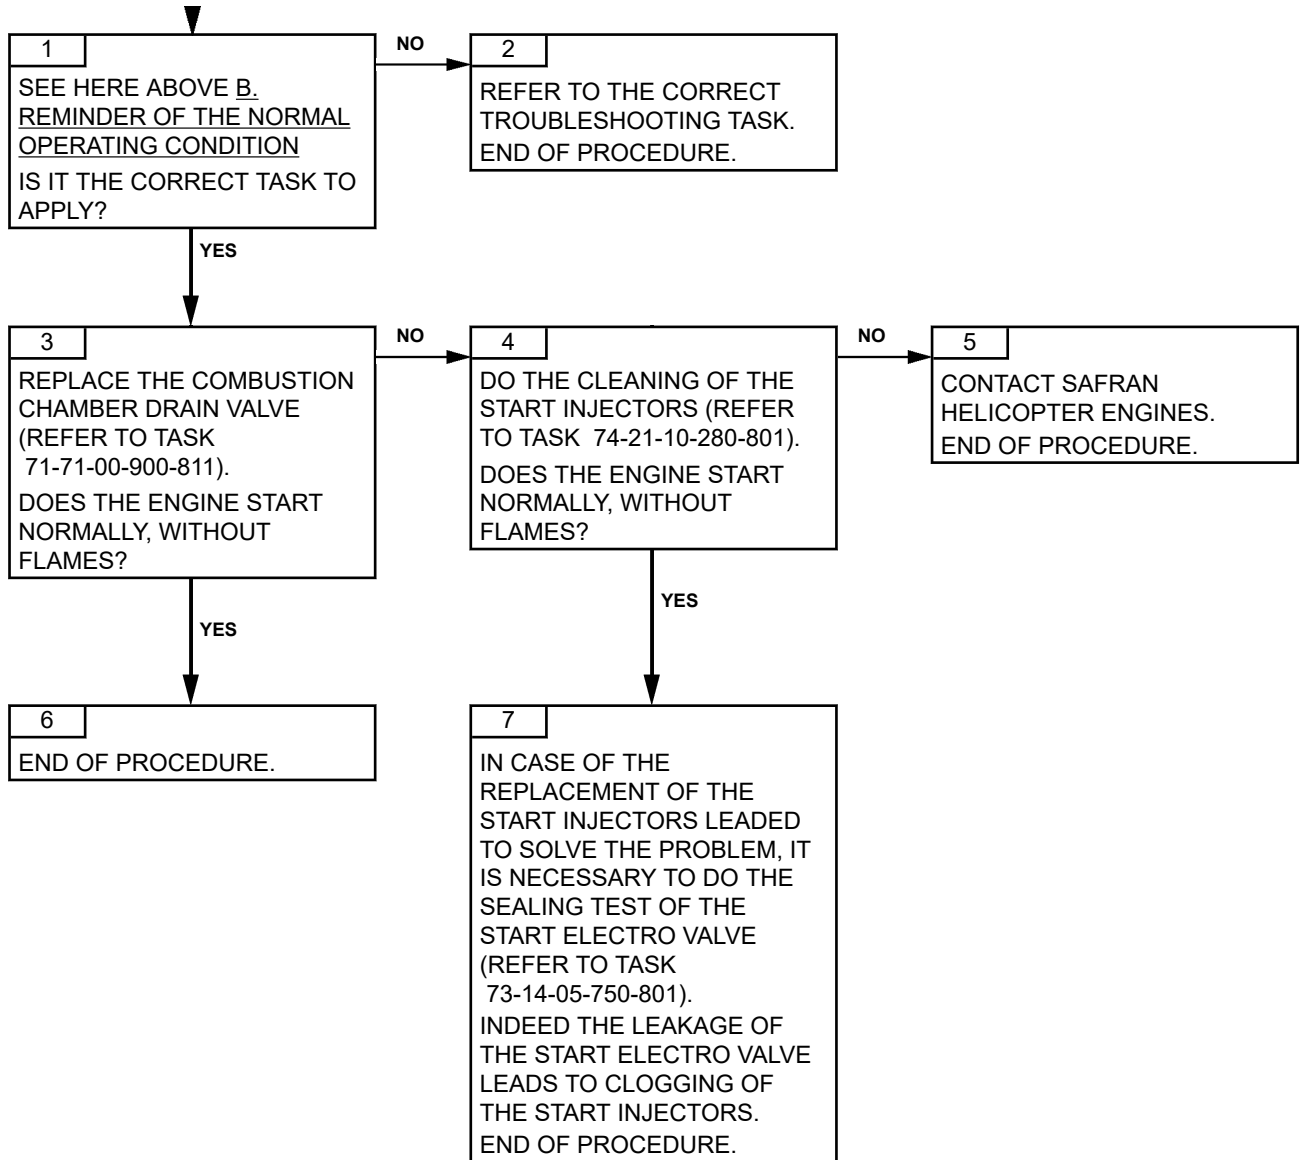 1
SEE HERE ABOVE B.
REMINDER OF THE NORMAL
OPERATING CONDITION
IS IT THE CORRECT TASK TO
APPLY?
NO
2
REFER TO THE CORRECT
TROUBLESHOOTING TASK.
END OF PROCEDURE.
YES
3
REPLACE THE COMBUSTION
CHAMBER DRAIN VALVE
(REFER TO TASK
71-71-00-900-811).
DOES THE ENGINE START
NORMALLY, WITHOUT
FLAMES?
NO
4
DO THE CLEANING OF THE
START INJECTORS (REFER
TO TASK 74-21-10-280-801).
DOES THE ENGINE START
NORMALLY, WITHOUT
FLAMES?
NO
5
CONTACT SAFRAN
HELICOPTER ENGINES.
END OF PROCEDURE.
YES
YES
6
END OF PROCEDURE.
7
IN CASE OF THE
REPLACEMENT OF THE
START INJECTORS LEADED
TO SOLVE THE PROBLEM, IT
IS NECESSARY TO DO THE
SEALING TEST OF THE
START ELECTRO VALVE
(REFER TO TASK
73-14-05-750-801).
INDEED THE LEAKAGE OF
THE START ELECTRO VALVE
LEADS TO CLOGGING OF
THE START INJECTORS.
END OF PROCEDURE.